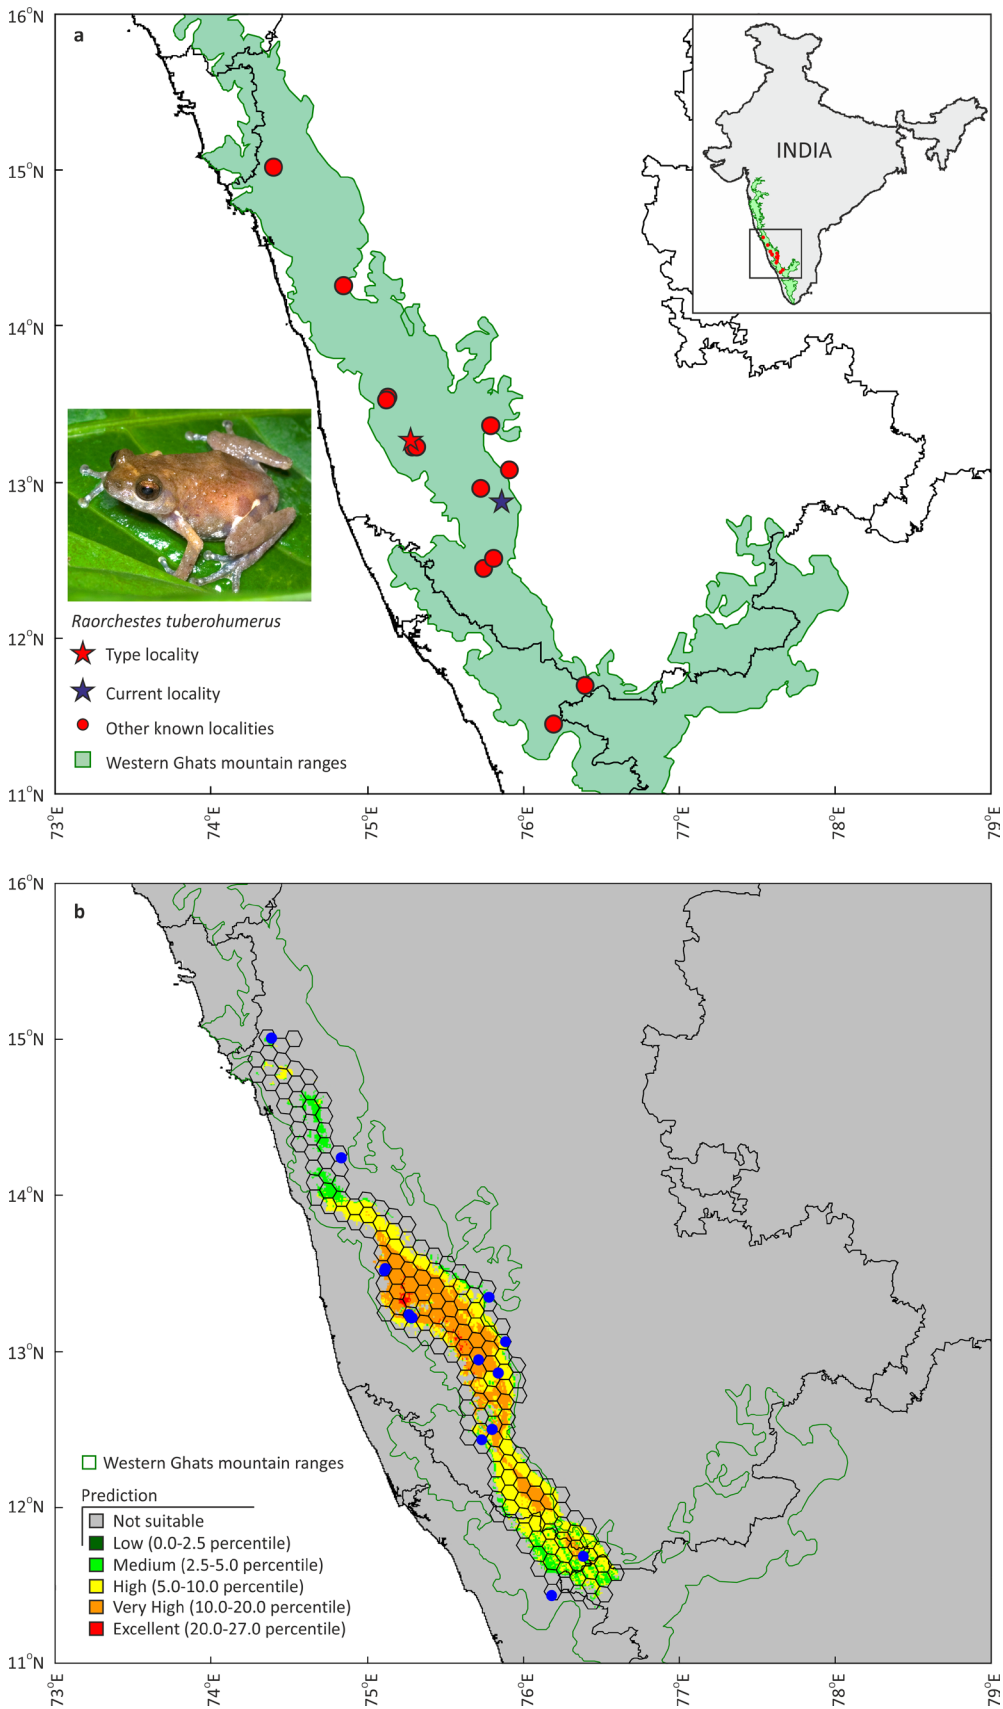 a
16°N
15°N
14°N
13°N
12°N
11°N
INDIA
Raorchestes tuberohumerus
Type locality
Current locality
Other known localities
Western Ghats mountain ranges
73°E
74°E
75°E
76°E
77°E
78°E
79°E
b
16°N
15°N
14°N
13°N
12°N
11°N
Western Ghats mountain ranges
Prediction
Not suitable
Low (0.0-2.5 percentile)
Medium (2.5-5.0 percentile)
High (5.0-10.0 percentile)
Very High (10.0-20.0 percentile)
Excellent (20.0-27.0 percentile)
73°E
74°E
75°E
76°E
77°E
78°E
79°E